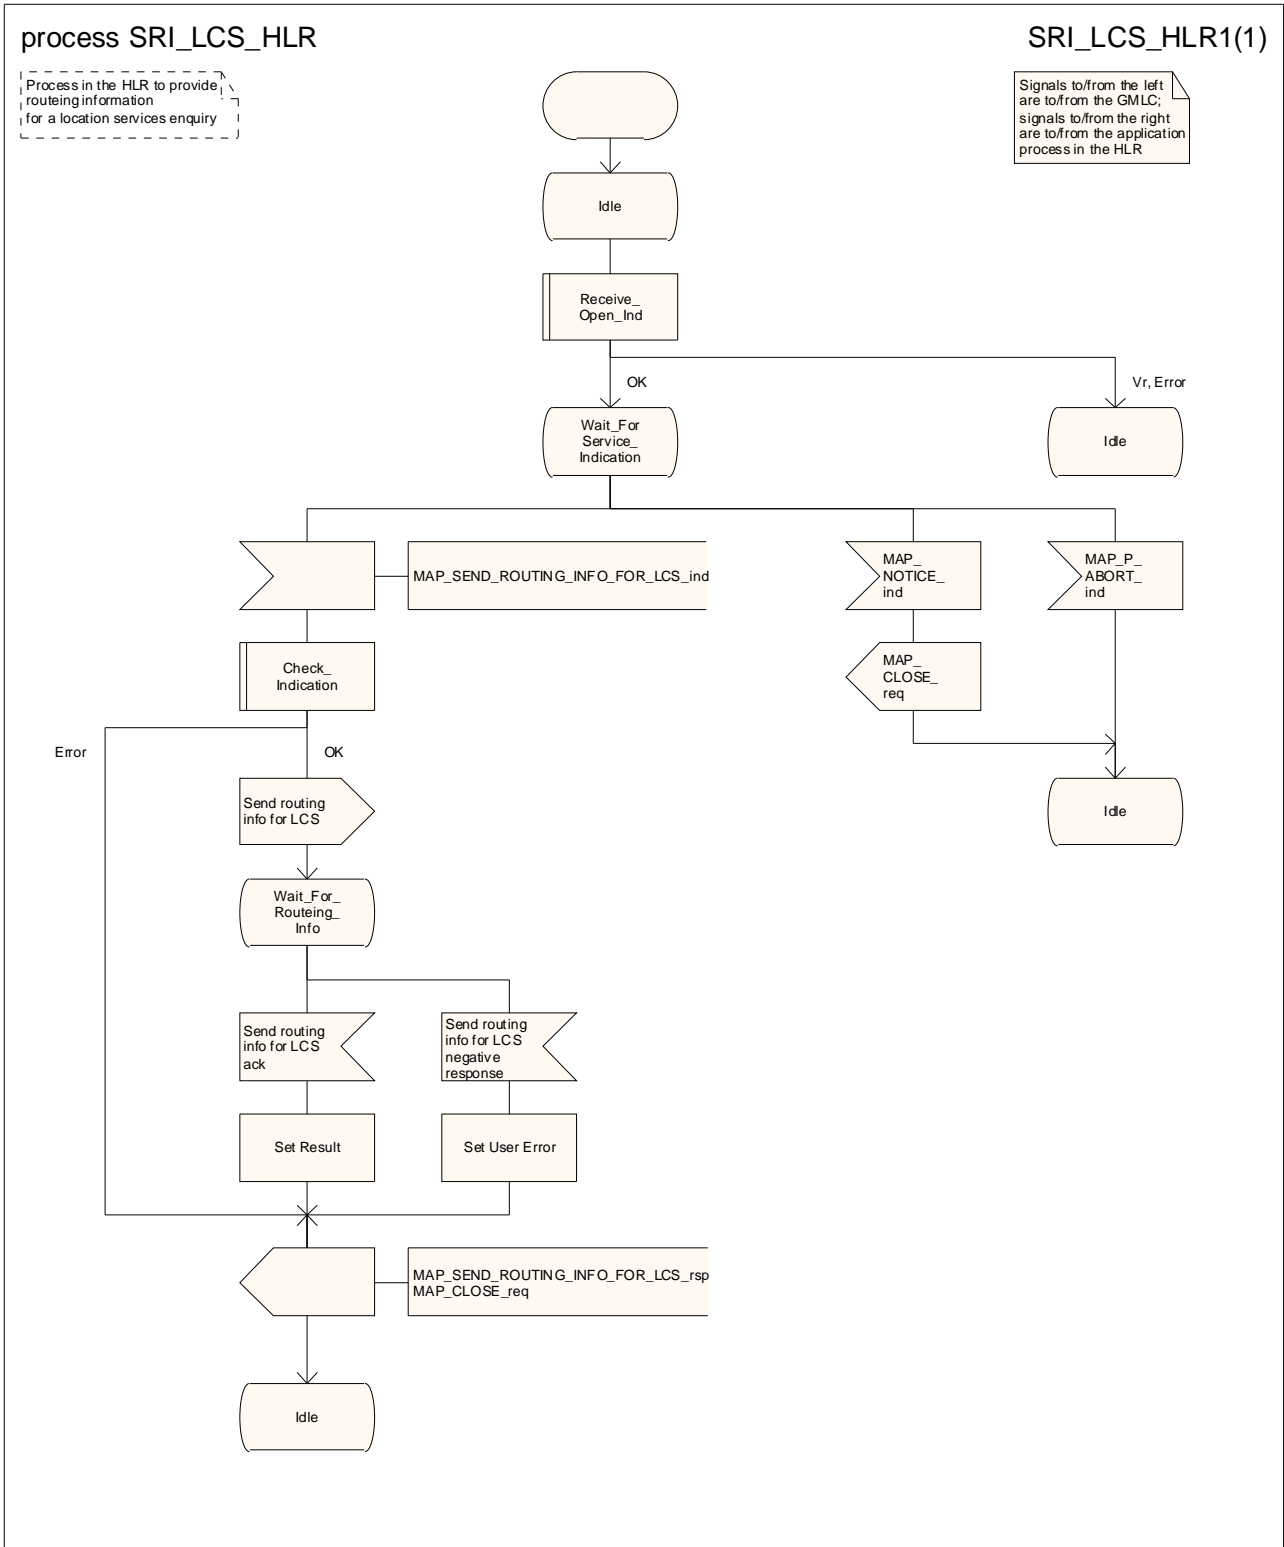 process SRI_LCS_HLR
SRI_LCS_HLR1(1)
Process in the HLR to provide
routeing information
for a location services enquiry
Signals to/from the left
are to/from the GMLC;
signals to/from the right
are to/from the application
process in the HLR
Idle
Receive_
Open_Ind
OK
Vr, Error
Wait_For
Service_
Indication
Idle
MAP_SEND_ROUTING_INFO_FOR_LCS_ind
MAP_
NOTICE_
ind
MAP_P_
ABORT_
ind
Check_
Indication
MAP_
CLOSE_
req
Error
OK
Send routing
info for LCS
Idle
Wait_For_
Routeing_
Info
Send routing
info for LCS
ack
Send routing
info for LCS
negative
response
Set Result
Set User Error
MAP_SEND_ROUTING_INFO_FOR_LCS_rsp
MAP_CLOSE_req
Idle